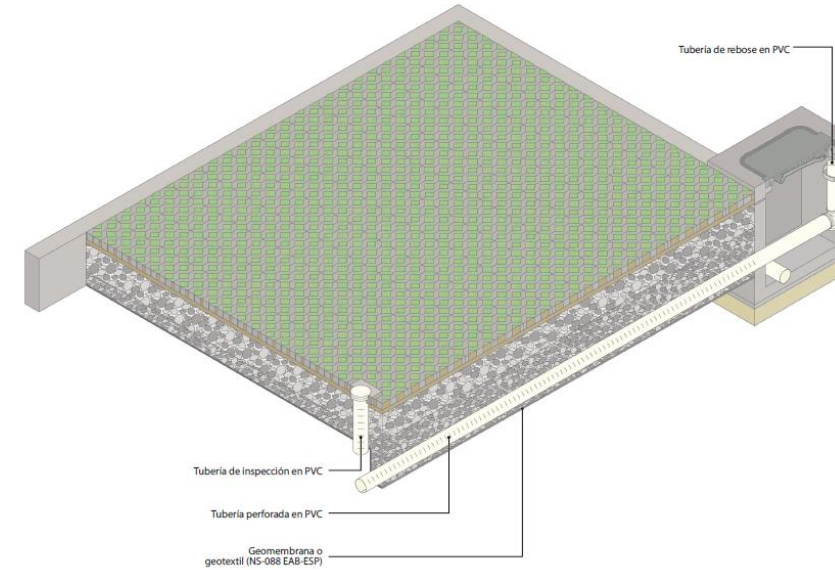 Tubería de rebose en PVC
Tubería de inspección en PVC
Tubería perforada en PVC
Geomembrana o
geotextil (NS-088 EAB-ESP)